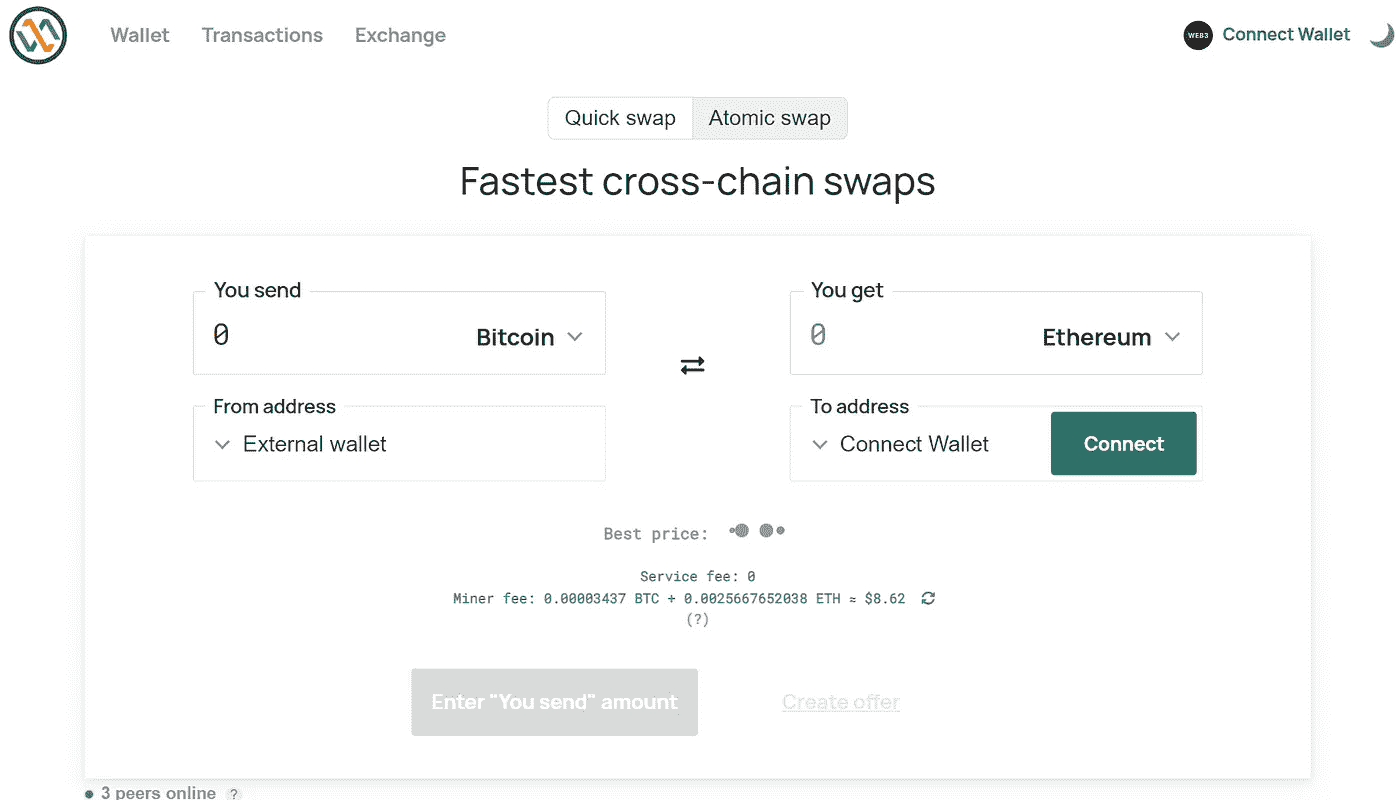 Wallet Transactions Exchange WEB3 Connect Wallet
Quick swap Atomic swap
Fastest cross-chain swaps
You send You get
0 Bitcoin 0 Ethereum
From address To address
External wallet Connect Wallet Connect
Best price:
Service fee: 0
Miner fee: 0.00003437 BTC + 0.0025667652038 ETH ≈ $8.62
(?)
Enter "You send" amount Create offer
3 peers online ?